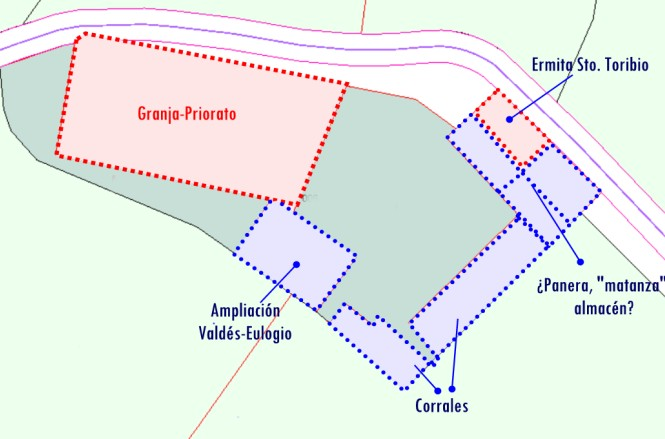 Ermita Sto. Toribio
Granja-Priorato
¿Panera, "matanza"
almacén?
Ampliación
Valdés-Eulogio
Corrales